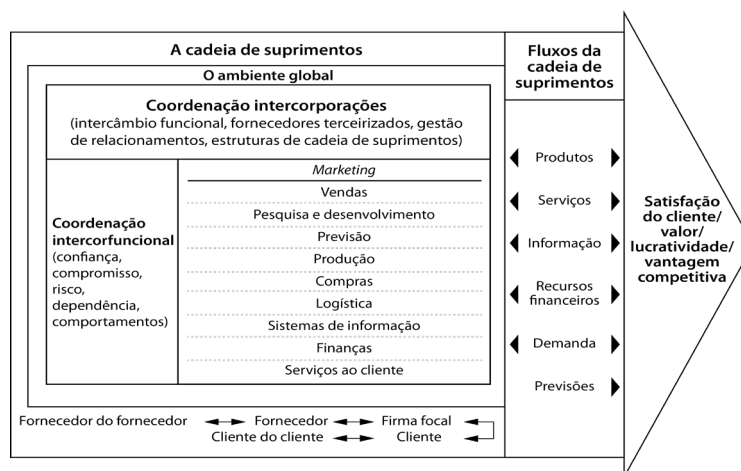 A cadeia de suprimentos
O ambiente global
Coordenação intercorporações
(intercâmbio funcional, fornecedores terceirizados, gestão
de relacionamentos, estruturas de cadeia de suprimentos)
Coordenação
intercorfuncional
(confiança,
compromisso,
risco,
dependência,
comportamentos)
Marketing
Vendas
Pesquisa e desenvolvimento
Previsão
Produção
Compras
Logística
Sistemas de informação
Finanças
Serviços ao cliente
Fornecedor do fornecedor Fornecedor Firma focal
Cliente do cliente Cliente
Fluxos da
cadeia de
suprimentos
Produtos
Serviços
Informação
Recursos
financeiros
Demanda
Previsões
Satisfação
do cliente/
valor/
lucratividade/
vantagem
competitiva